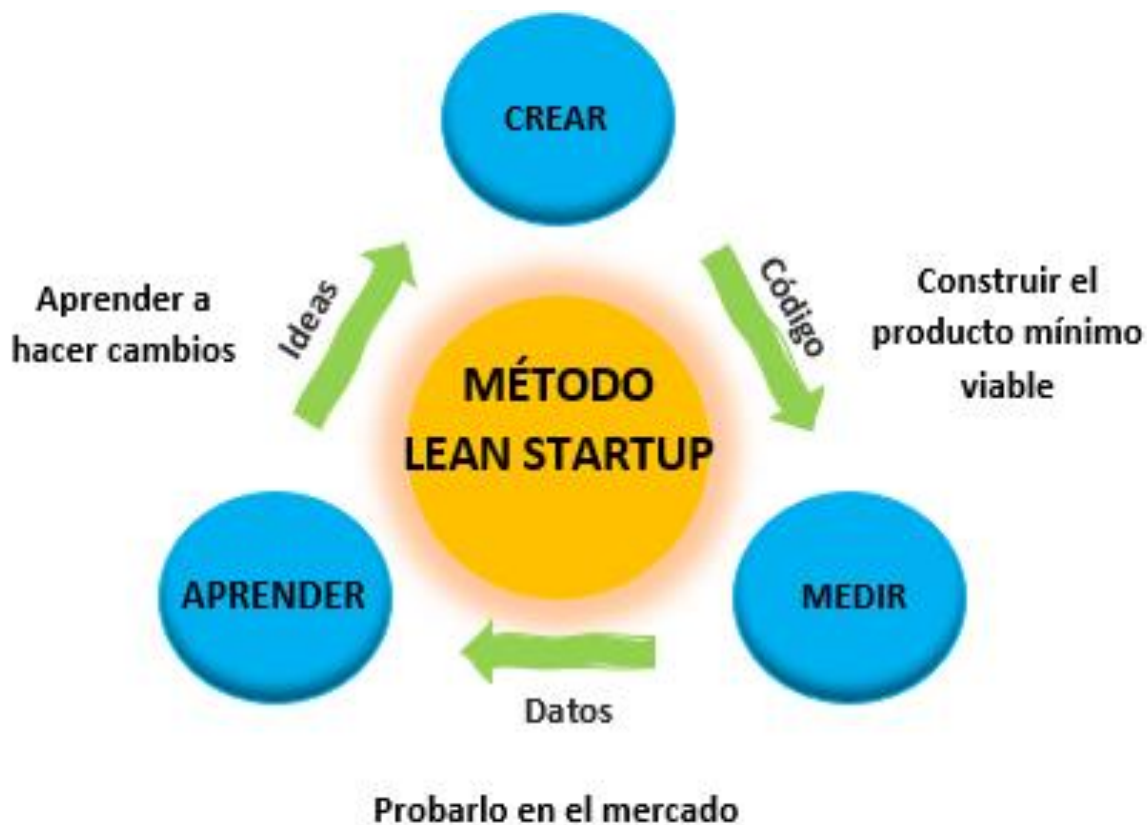 CREAR
Ideas
Código
Aprender a
hacer cambios
Construir el
producto mínimo
viable
MÉTODO
LEAN STARTUP
APRENDER
MEDIR
Datos
Probarlo en el mercado